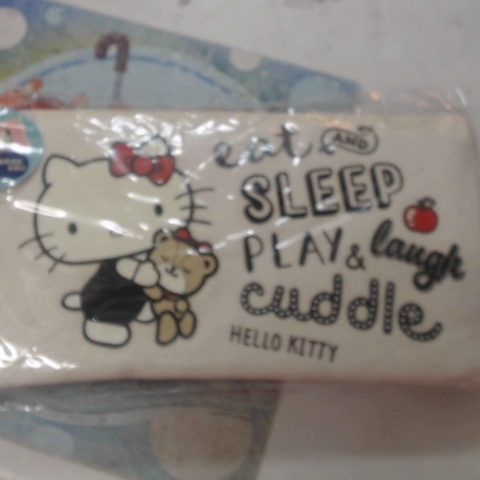 eat AND
SLEEP
PLAY & laugh
cuddle
HELLO KITTY